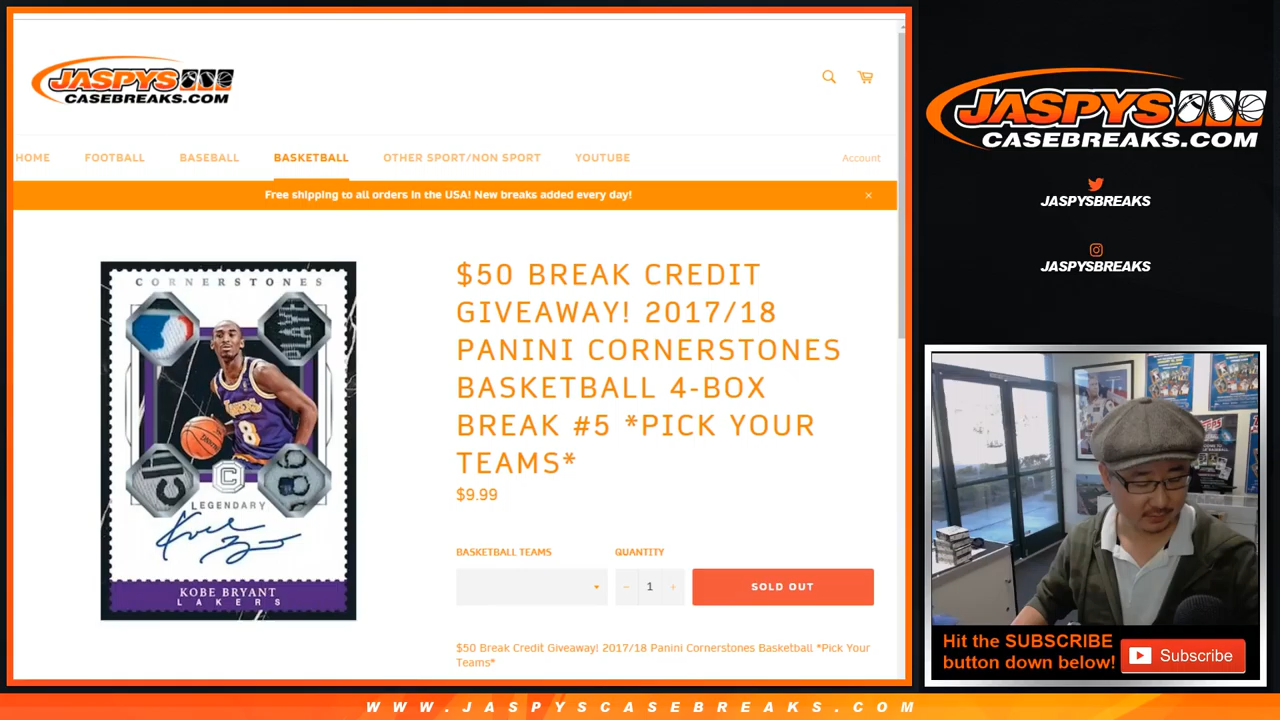 JASPYS
CASEBREAKS.COM
HOME
FOOTBALL
BASEBALL
BASKETBALL
OTHER SPORT/NON SPORT
YOUTUBE
Account
Free shipping to all orders in the USA! New breaks added every day!
×
CORNERSTONES
PLAYE
8
C
LEGENDARY
KOBE BRYANT
LAKERS
$50 BREAK CREDIT
GIVEAWAY! 2017/18
PANINI CORNERSTONES
BASKETBALL 4-BOX
BREAK #5 *PICK YOUR
TEAMS*
$9.99
BASKETBALL TEAMS
QUANTITY
− 1 +
SOLD OUT
$50 Break Credit Giveaway! 2017/18 Panini Cornerstones Basketball *Pick Your
Teams*
JASPYS
CASEBREAKS.COM
JASPYSBREAKS
JASPYSBREAKS
Hit the SUBSCRIBE
button down below!
Subscribe
WWW.JASPYSCASEBREAKS.COM